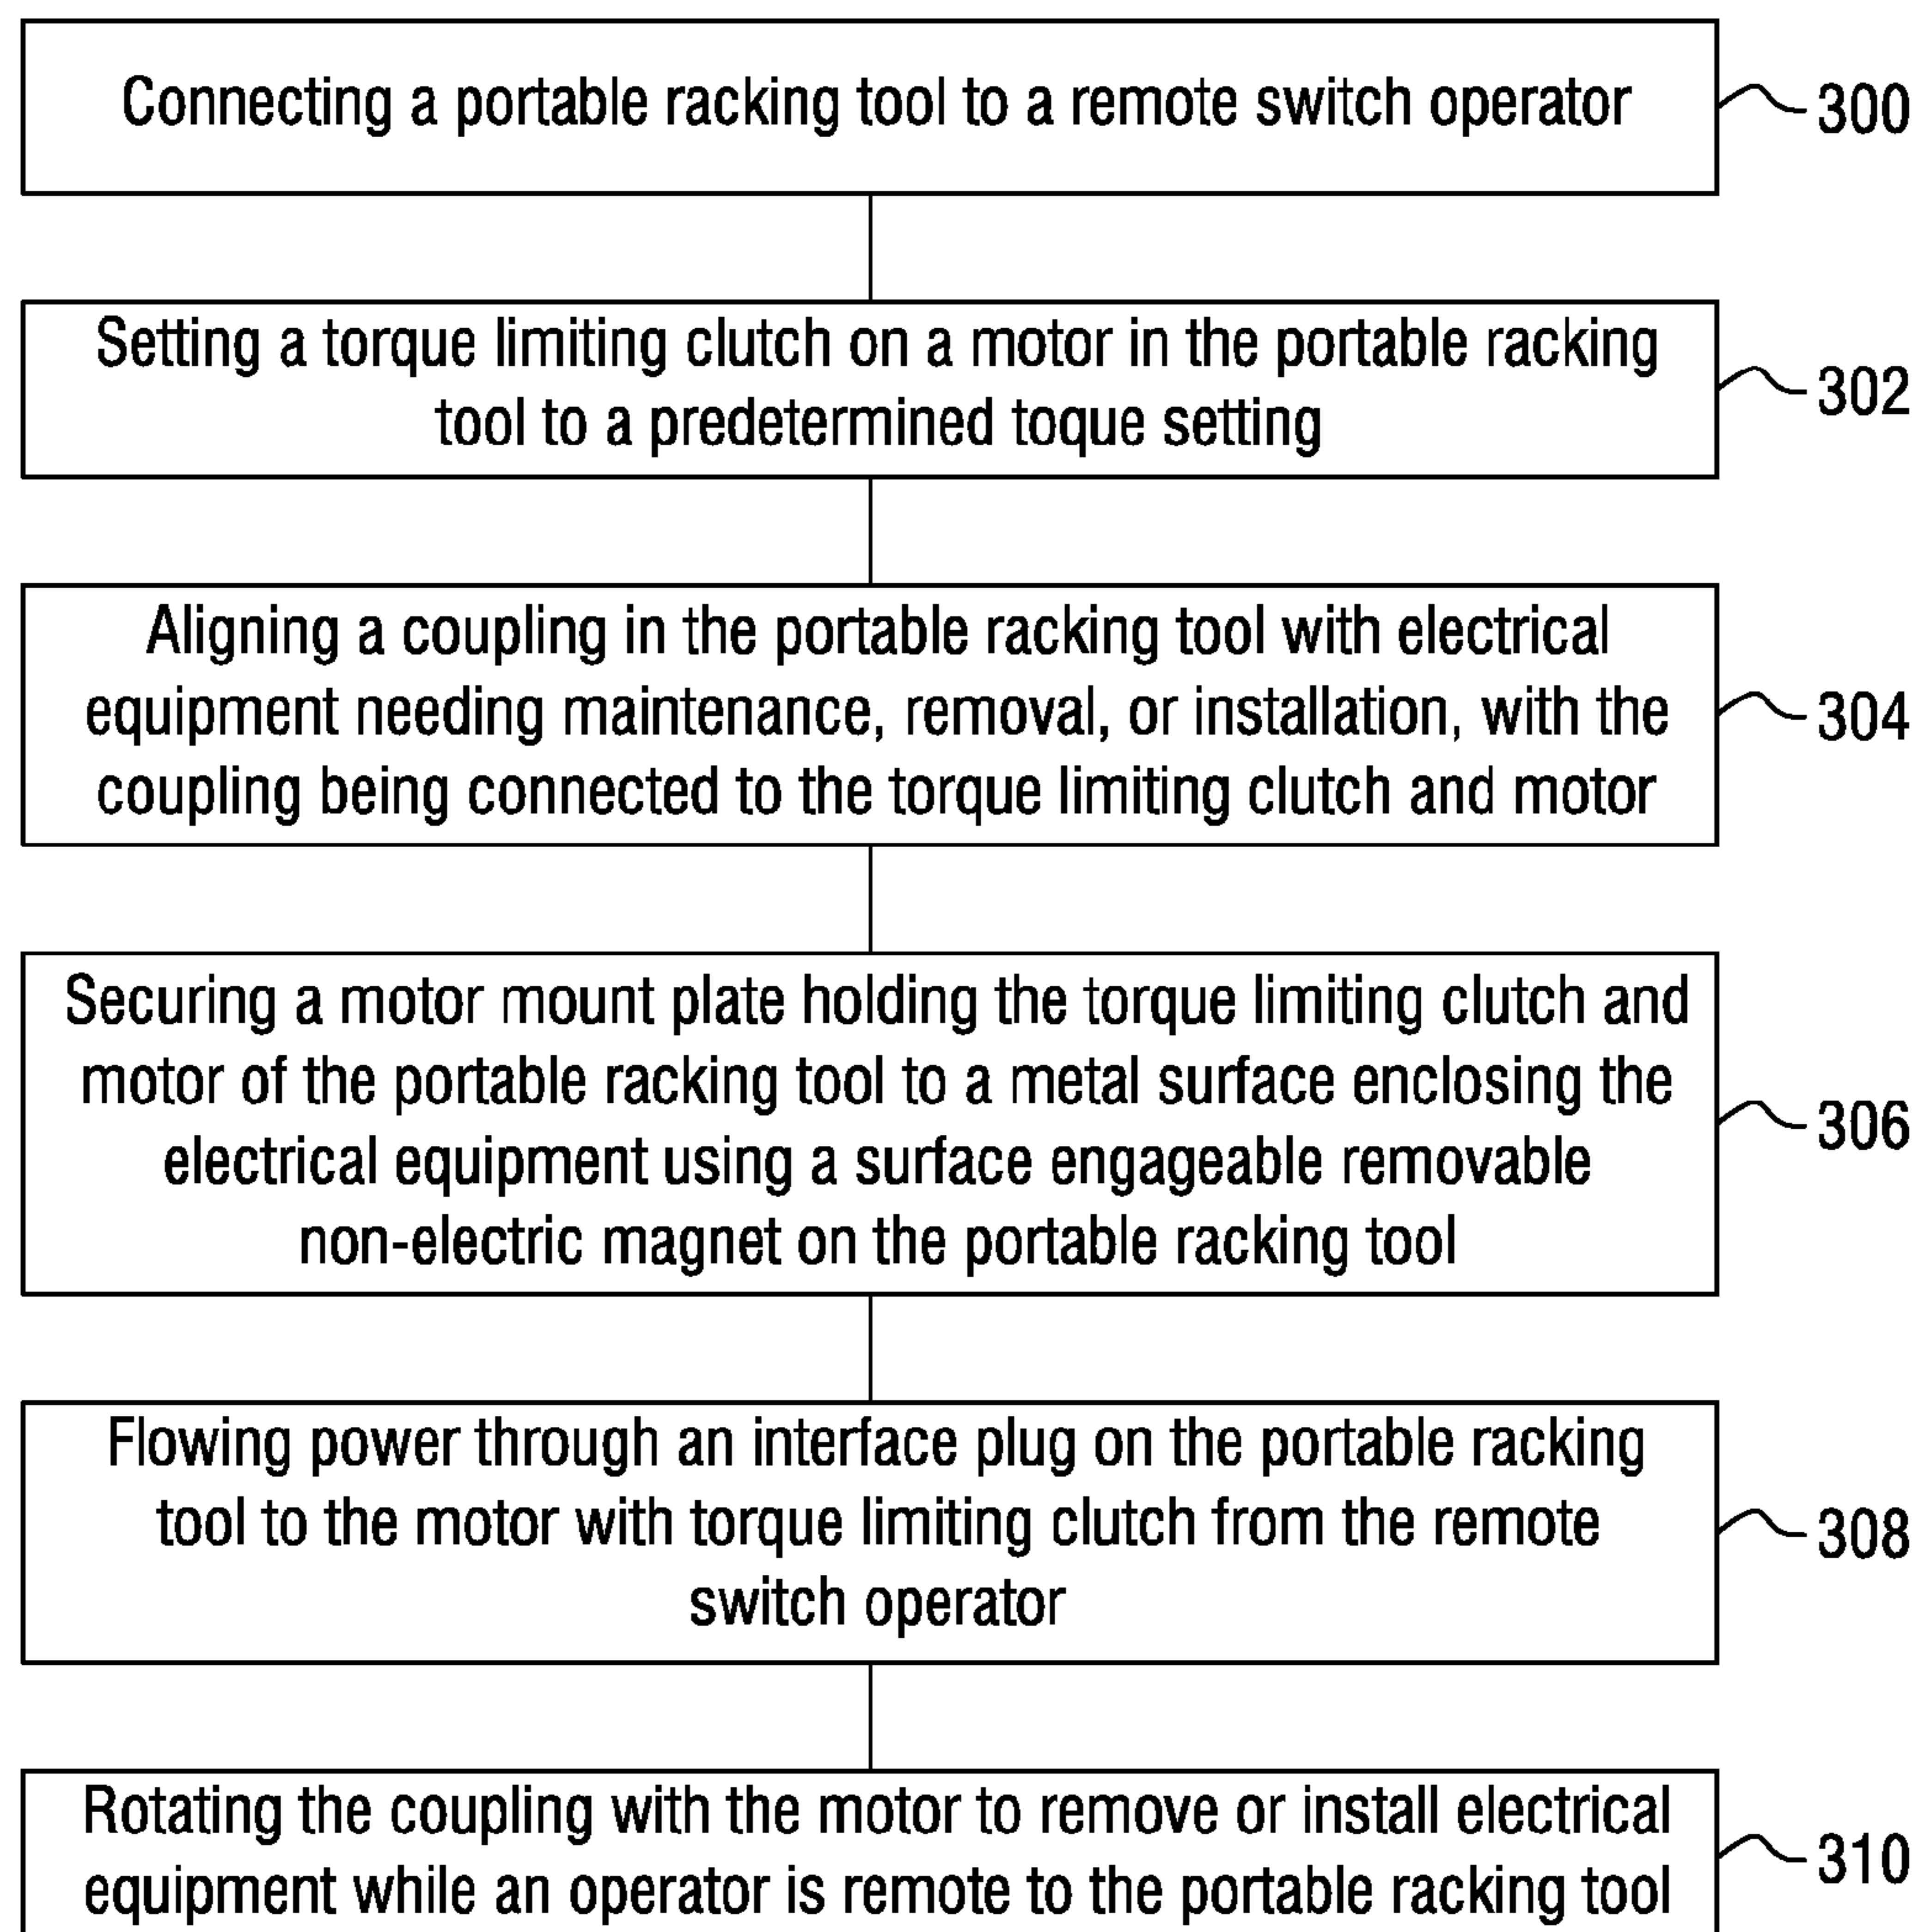 Connecting a portable racking tool to a remote switch operator
300
Setting a torque limiting clutch on a motor in the portable racking
tool to a predetermined toque setting
302
Aligning a coupling in the portable racking tool with electrical
equipment needing maintenance, removal, or installation, with the
coupling being connected to the torque limiting clutch and motor
304
Securing a motor mount plate holding the torque limiting clutch and
motor of the portable racking tool to a metal surface enclosing the
electrical equipment using a surface engageable removable
non-electric magnet on the portable racking tool
306
Flowing power through an interface plug on the portable racking
tool to the motor with torque limiting clutch from the remote
switch operator
308
Rotating the coupling with the motor to remove or install electrical
equipment while an operator is remote to the portable racking tool
310